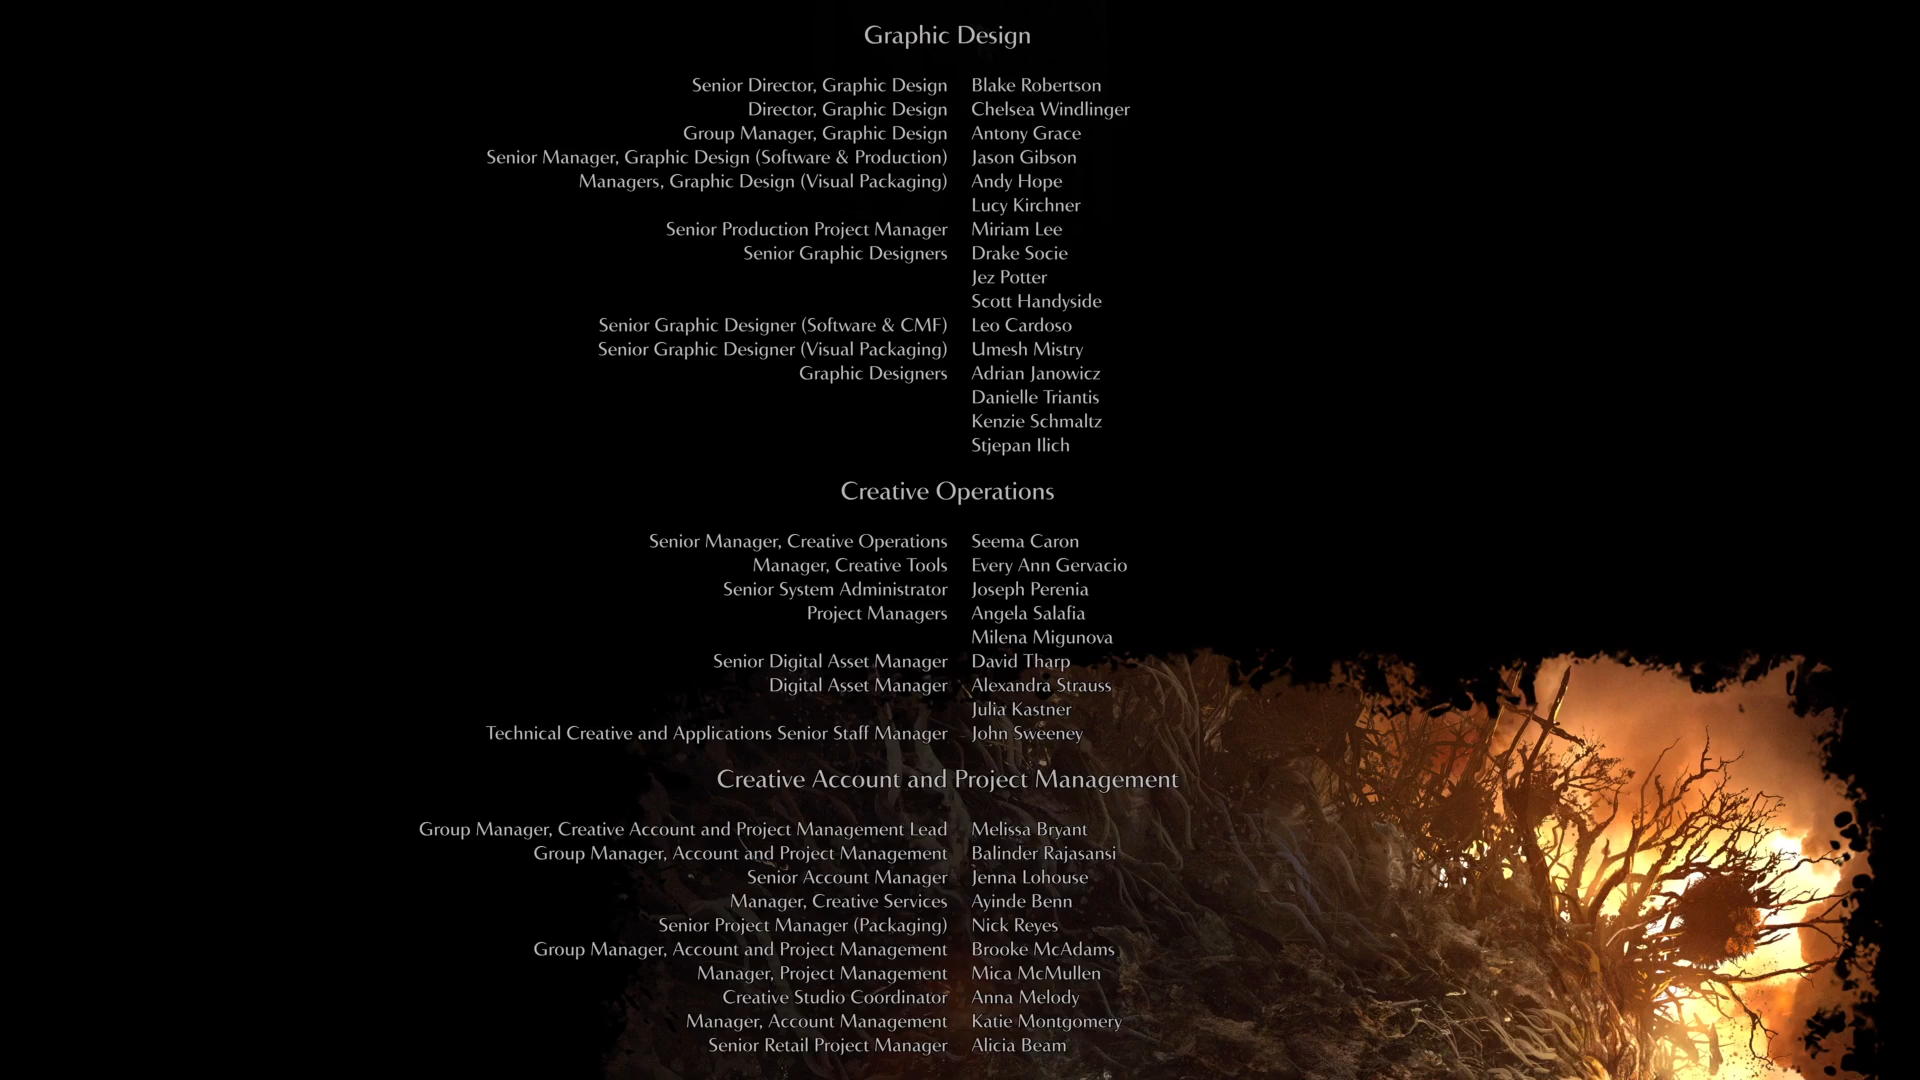 Graphic Design
Senior Director, Graphic Design Blake Robertson
Director, Graphic Design Chelsea Windlinger
Group Manager, Graphic Design Antony Grace
Senior Manager, Graphic Design (Software & Production) Jason Gibson
Managers, Graphic Design (Visual Packaging) Andy Hope
Lucy Kirchner
Senior Production Project Manager Miriam Lee
Senior Graphic Designers Drake Socie
Jez Potter
Scott Handyside
Senior Graphic Designer (Software & CMF) Leo Cardoso
Senior Graphic Designer (Visual Packaging) Umesh Mistry
Graphic Designers Adrian Janowicz
Danielle Triantis
Kenzie Schmaltz
Stjepan Ilich
Creative Operations
Senior Manager, Creative Operations Seema Caron
Manager, Creative Tools Every Ann Gervacio
Senior System Administrator Joseph Perenia
Project Managers Angela Salafia
Milena Migunova
Senior Digital Asset Manager David Tharp
Digital Asset Manager Alexandra Strauss
Julia Kastner
Technical Creative and Applications Senior Staff Manager John Sweeney
Creative Account and Project Management
Group Manager, Creative Account and Project Management Lead Melissa Bryant
Group Manager, Account and Project Management Balinder Rajasansi
Senior Account Manager Jenna Lohouse
Manager, Creative Services Ayinde Benn
Senior Project Manager (Packaging) Nick Reyes
Group Manager, Account and Project Management Brooke McAdams
Manager, Project Management Mica McMullen
Creative Studio Coordinator Anna Melody
Manager, Account Management Katie Montgomery
Senior Retail Project Manager Alicia Beam